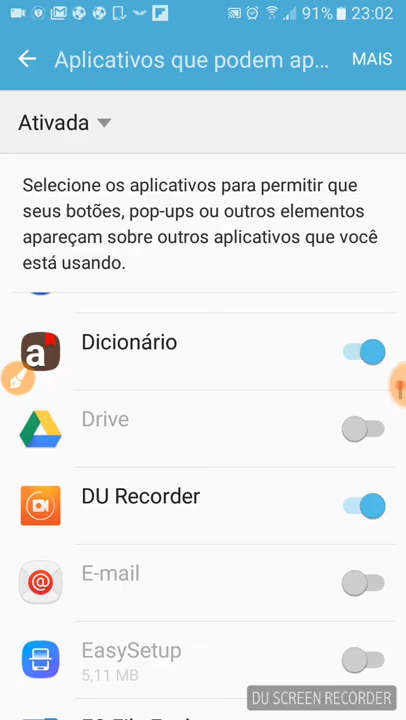 91% 23:02
Aplicativos que podem ap... MAIS
Ativada
Selecione os aplicativos para permitir que
seus botões, pop-ups ou outros elementos
apareçam sobre outros aplicativos que você
está usando.
a Dicionário
Drive
DU Recorder
@ E-mail
EasySetup
5,11 MB
DU SCREEN RECORDER